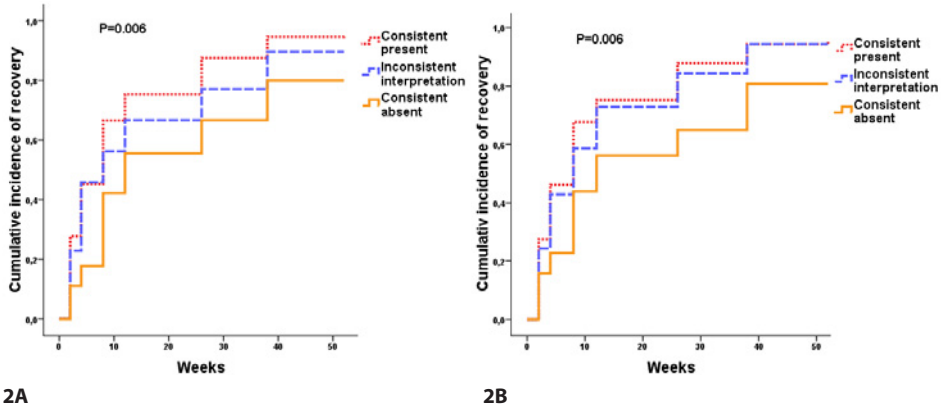 P=0.006
Consistent
present
Inconsistent
interpretation
Consistent
absent
Cumulative incidence of recovery
1,0
0,8
0,6
0,4
0,2
0,0
0
10
20
30
40
50
Weeks
2A
P=0.006
Consistent
present
Inconsistent
interpretation
Consistent
absent
Cumulativ incidence of recovery
1,0
0,8
0,6
0,4
0,2
0,0
0
10
20
30
40
50
Weeks
2B